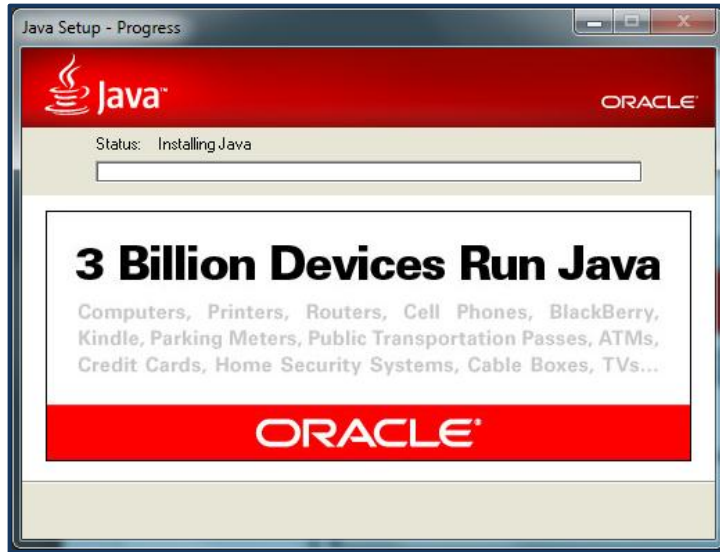 Java Setup - Progress
Java™
ORACLE®
Status: Installing Java
3 Billion Devices Run Java
Computers, Printers, Routers, Cell Phones, BlackBerry,
Kindle, Parking Meters, Public Transportation Passes, ATMs,
Credit Cards, Home Security Systems, Cable Boxes, TVs...
ORACLE®